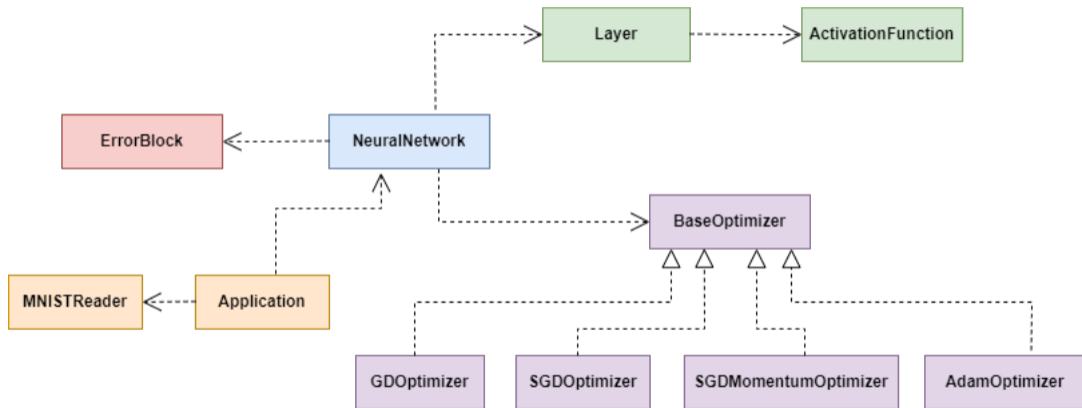 Layer
ActivationFunction
ErrorBlock
NeuralNetwork
BaseOptimizer
MNISTReader
Application
GDOptimizer
SGDOptimizer
SGDMomentumOptimizer
AdamOptimizer